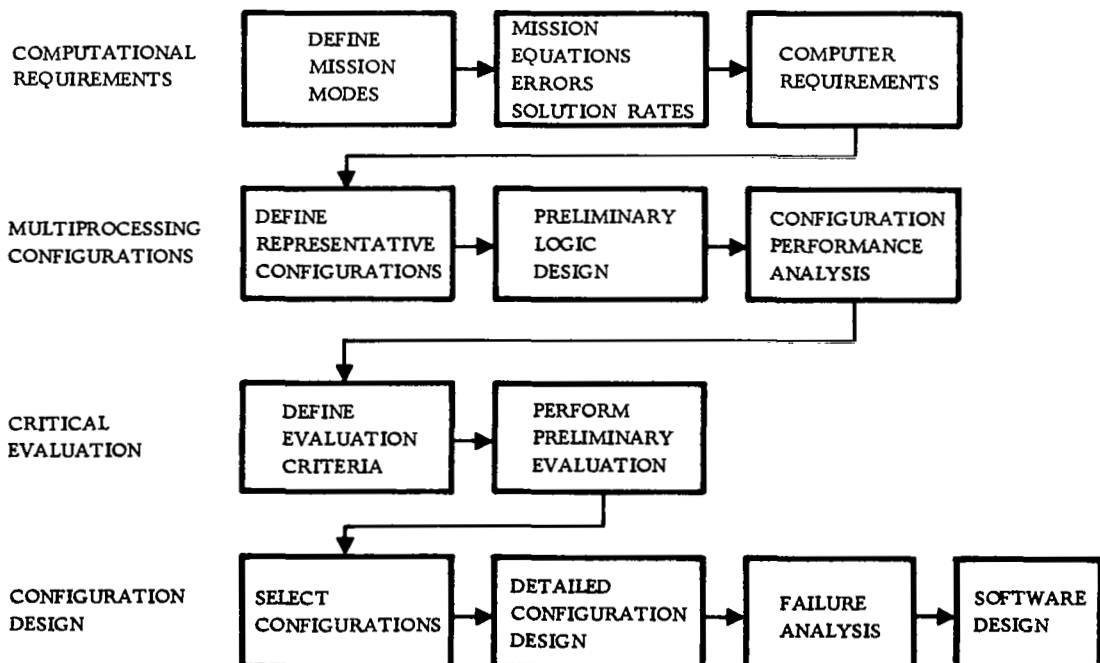 COMPUTATIONAL
REQUIREMENTS
DEFINE
MISSION
MODES
MISSION
EQUATIONS
ERRORS
SOLUTION RATES
COMPUTER
REQUIREMENTS
MULTIPROCESSING
CONFIGURATIONS
DEFINE
REPRESENTATIVE
CONFIGURATIONS
PRELIMINARY
LOGIC
DESIGN
CONFIGURATION
PERFORMANCE
ANALYSIS
CRITICAL
EVALUATION
DEFINE
EVALUATION
CRITERIA
PERFORM
PRELIMINARY
EVALUATION
CONFIGURATION
DESIGN
SELECT
CONFIGURATIONS
DETAILED
CONFIGURATION
DESIGN
FAILURE
ANALYSIS
SOFTWARE
DESIGN